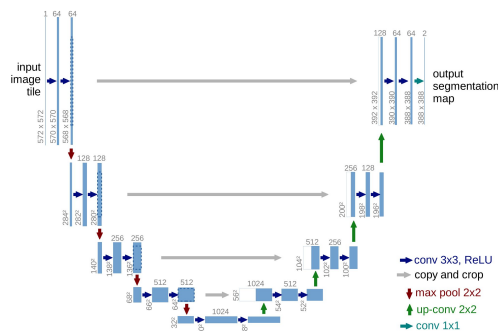 1 64 64
128 64 64 2
input
image
tile
output
segmentation
map
572 x 572
570 x 570
568 x 568
392 x 392
390 x 390
388 x 388
388 x 388
128 128
256 128
284²
282²
280²
200²
198²
196²
256 256
512 256
140²
138²
136²
104²
102²
100²
512 512
1024 512
68²
66²
64²
56²
54²
52²
1024
32²
conv 3x3, ReLU
copy and crop
max pool 2x2
up-conv 2x2
conv 1x1